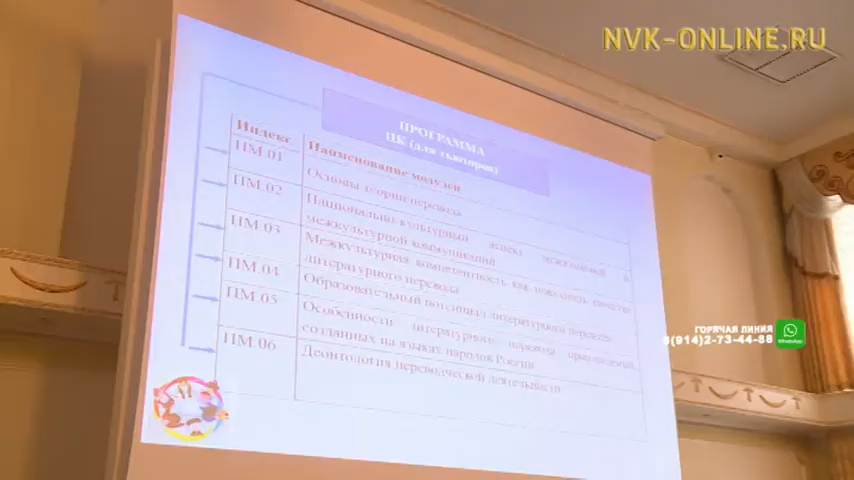 NVK-ONLINE.RU
ПРОГРАММА
ПК (для тьюторов)
Индекс Наименование модулей
ПМ.01 Основы теории перевода
ПМ.02 Национально-культурный аспект межъязыковой и
межкультурной коммуникации
ПМ.03 Межкультурная компетентность как показатель качества
литературного перевода
ПМ.04 Образовательный потенциал литературного перевода
ПМ.05 Особенности литературного перевода произведений,
созданных на языках народов России
ПМ.06 Деонтология переводческой деятельности
ГОРЯЧАЯ ЛИНИЯ
8(914)2-73-44-88
WhatsApp